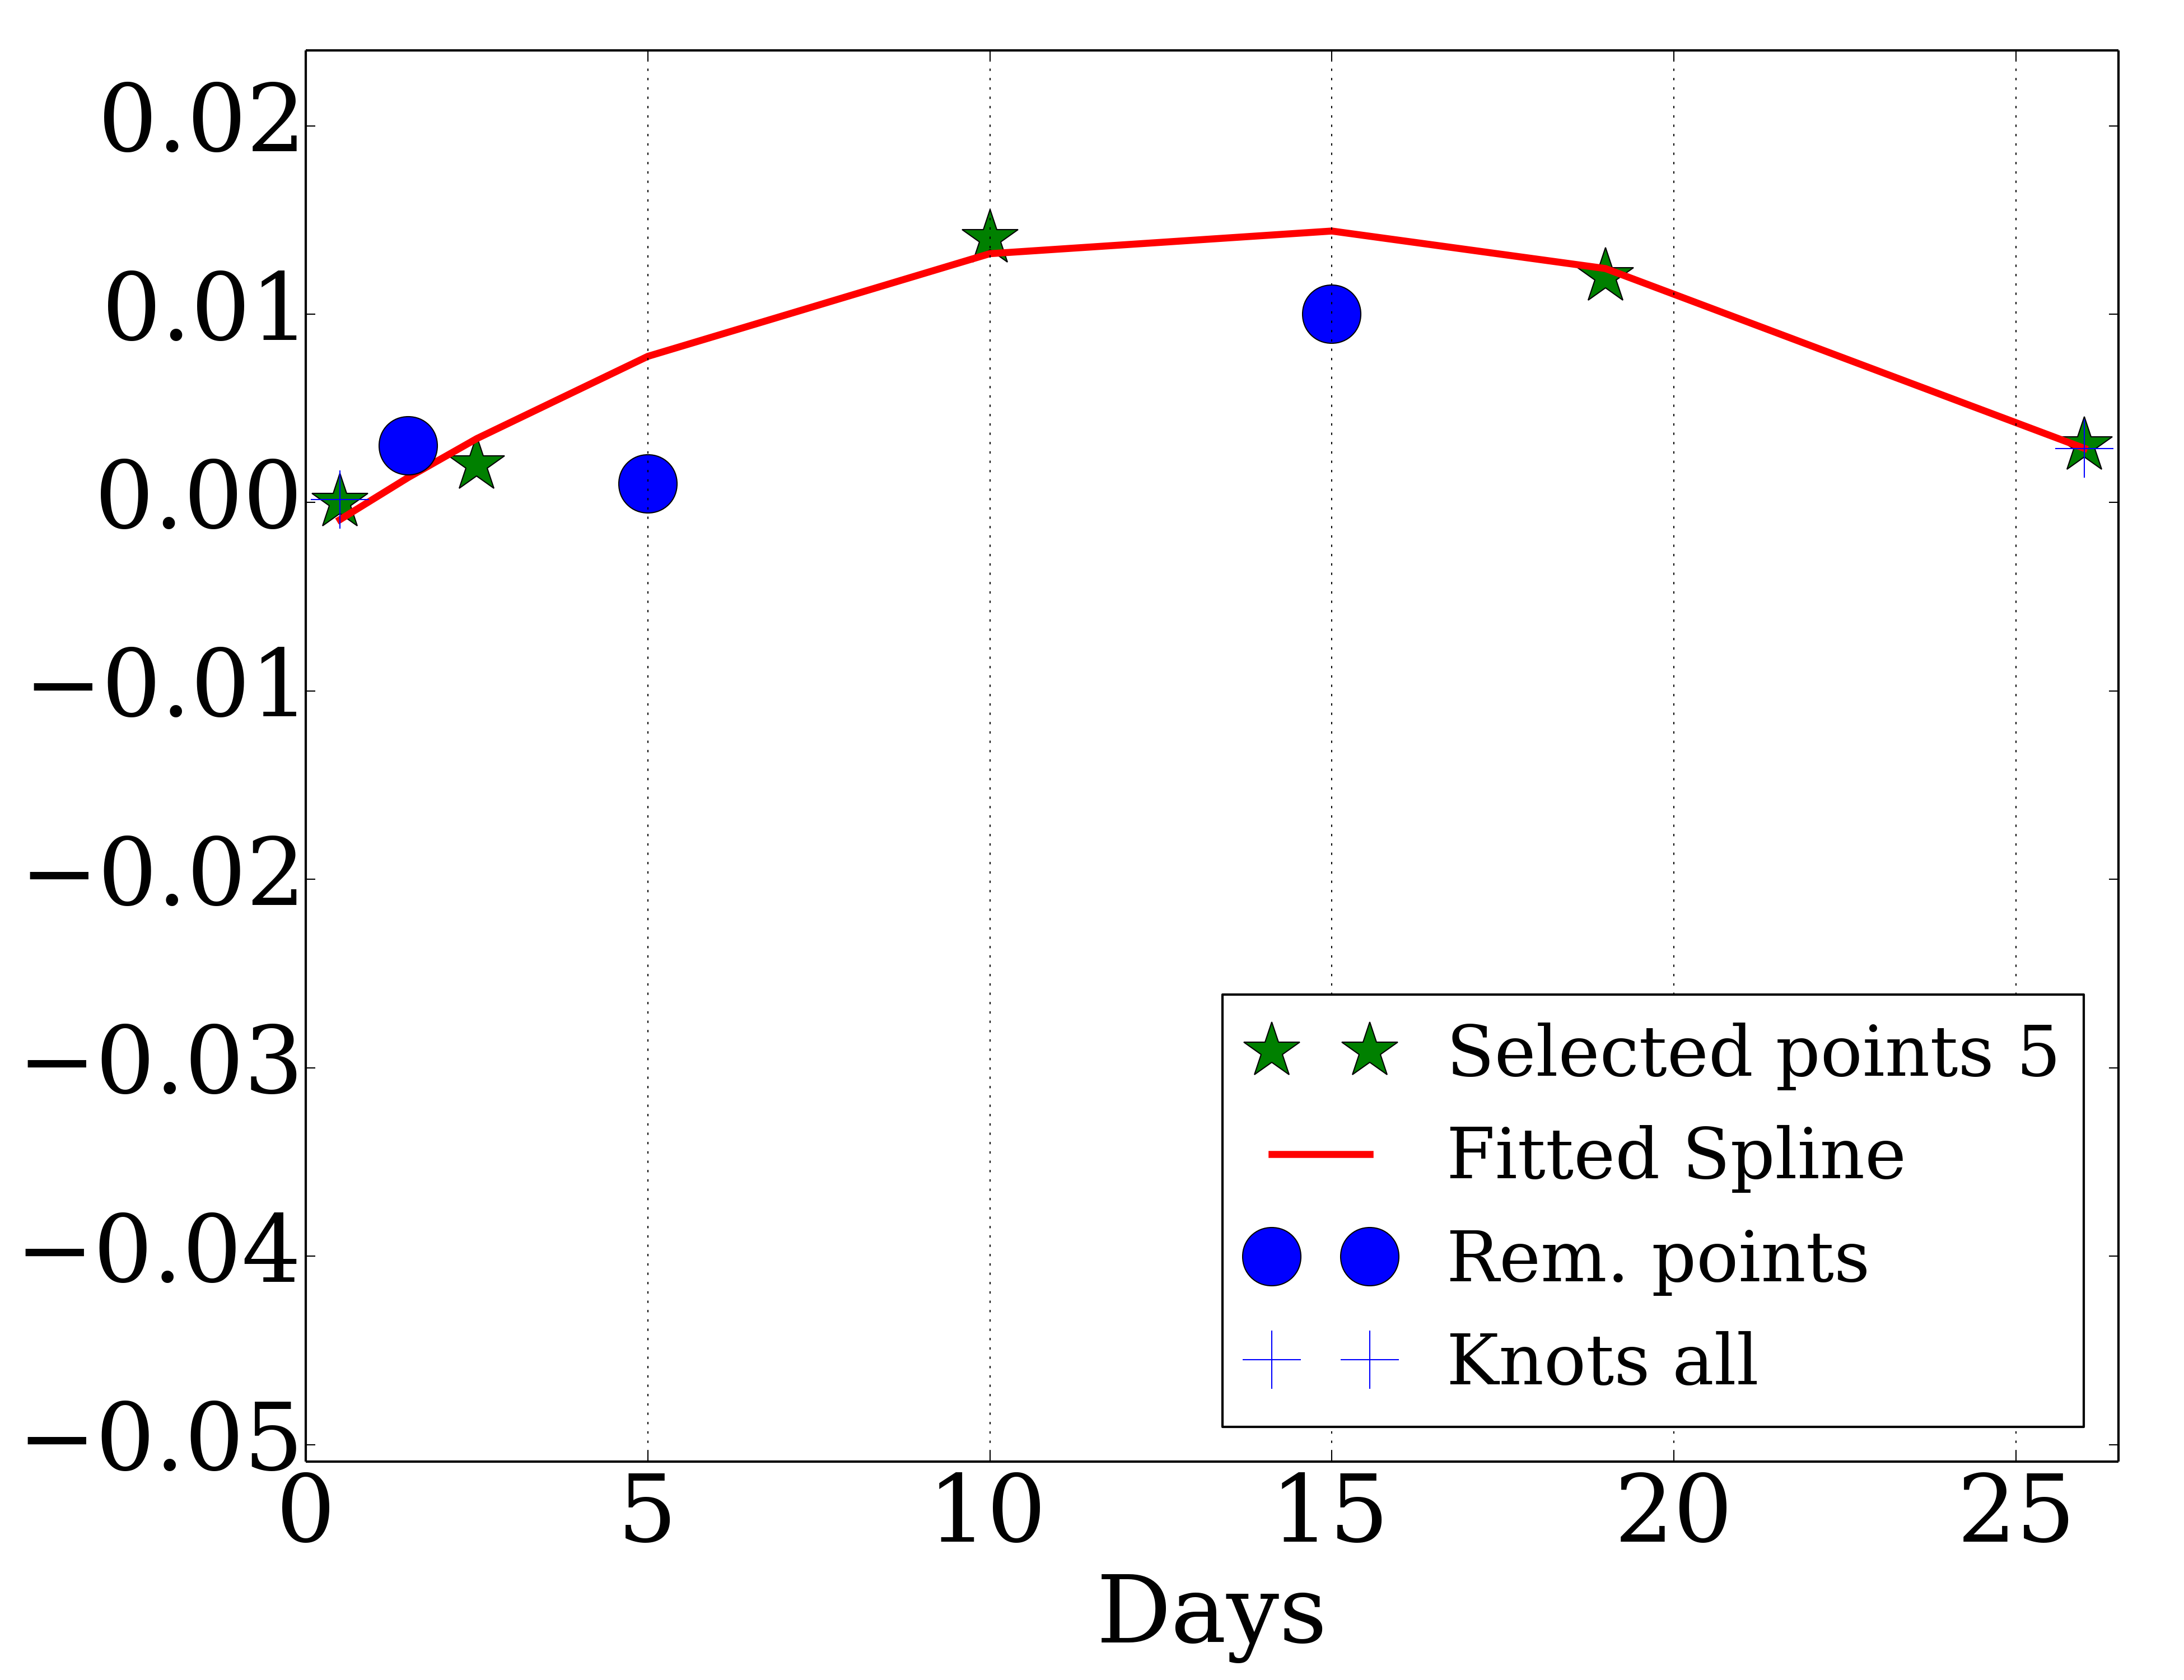 0.02
0.01
0.00
−0.01
−0.02
−0.03
−0.04
−0.05
0 5 10 15 20 25
Days
Selected points 5
Fitted Spline
Rem. points
Knots all